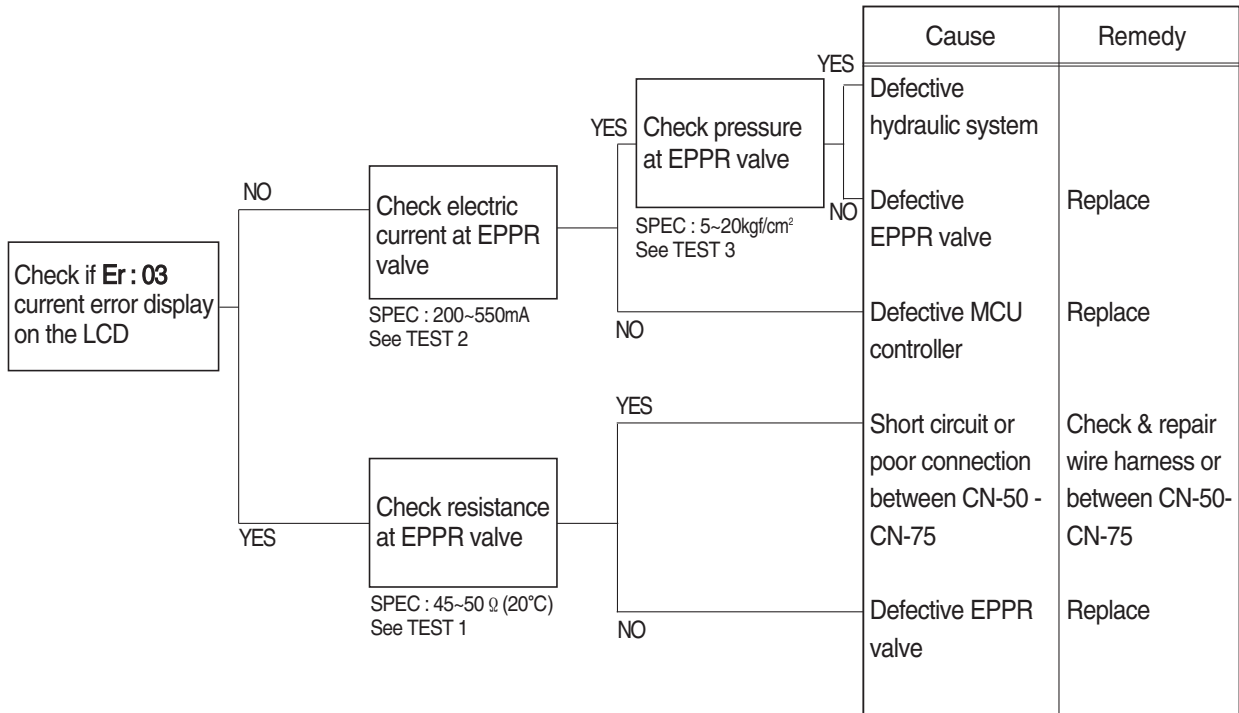 Check if Er : 03
current error display
on the LCD
NO
YES
Check electric
current at EPPR
valve
SPEC : 200~550mA
See TEST 2
YES
NO
Check pressure
at EPPR valve
SPEC : 5~20kgf/cm²
See TEST 3
YES
NO
Check resistance
at EPPR valve
SPEC : 45~50 Ω (20°C)
See TEST 1
YES
NO
Cause
Remedy
Defective
hydraulic system
Defective
EPPR valve
Replace
Defective MCU
controller
Replace
Short circuit or
poor connection
between CN-50 -
CN-75
Check & repair
wire harness or
between CN-50-
CN-75
Defective EPPR
valve
Replace